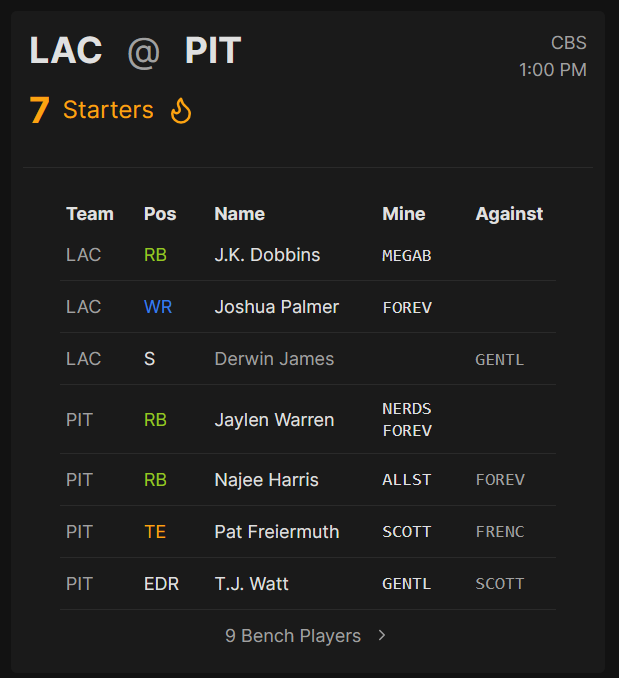 LAC @ PIT
CBS
1:00 PM
7 Starters
Team Pos Name Mine Against
LAC RB J.K. Dobbins MEGAB
LAC WR Joshua Palmer FOREV
LAC S Derwin James GENTL
PIT RB Jaylen Warren NERDS
FOREV
PIT RB Najee Harris ALLST FOREV
PIT TE Pat Freiermuth SCOTT FRENC
PIT EDR T.J. Watt GENTL SCOTT
9 Bench Players